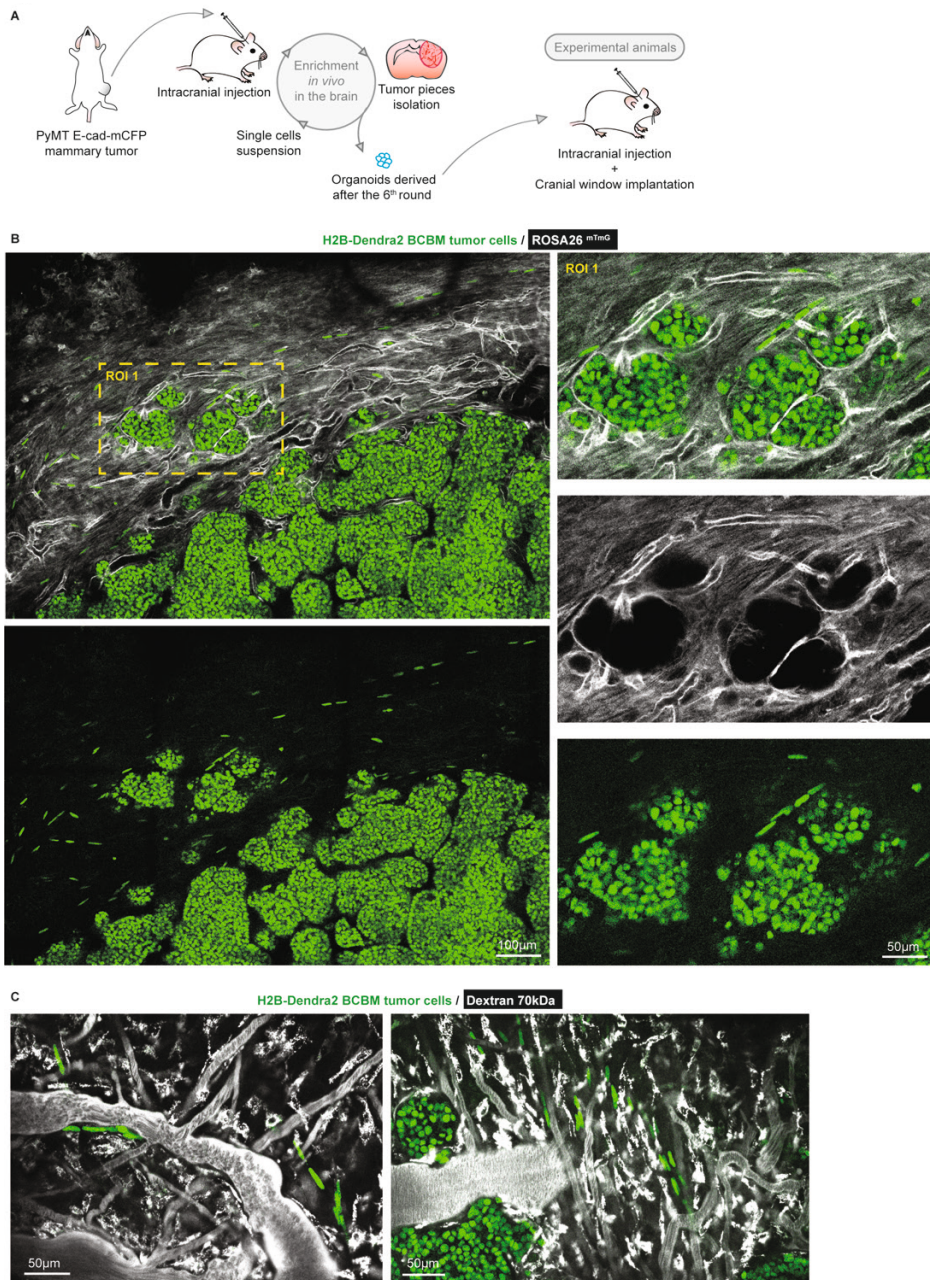 A
PyMT E-cad-mCFP
mammary tumor
Intracranial injection
Enrichment
in vivo
in the brain
Single cells
suspension
Tumor pieces
isolation
Organoids derived
after the 6th round
Experimental animals
Intracranial injection
+
Cranial window implantation
B
H2B-Dendra2 BCBM tumor cells / ROSA26 mTmG
ROI 1
ROI 1
100µm
50µm
C
H2B-Dendra2 BCBM tumor cells / Dextran 70kDa
50µm
50µm